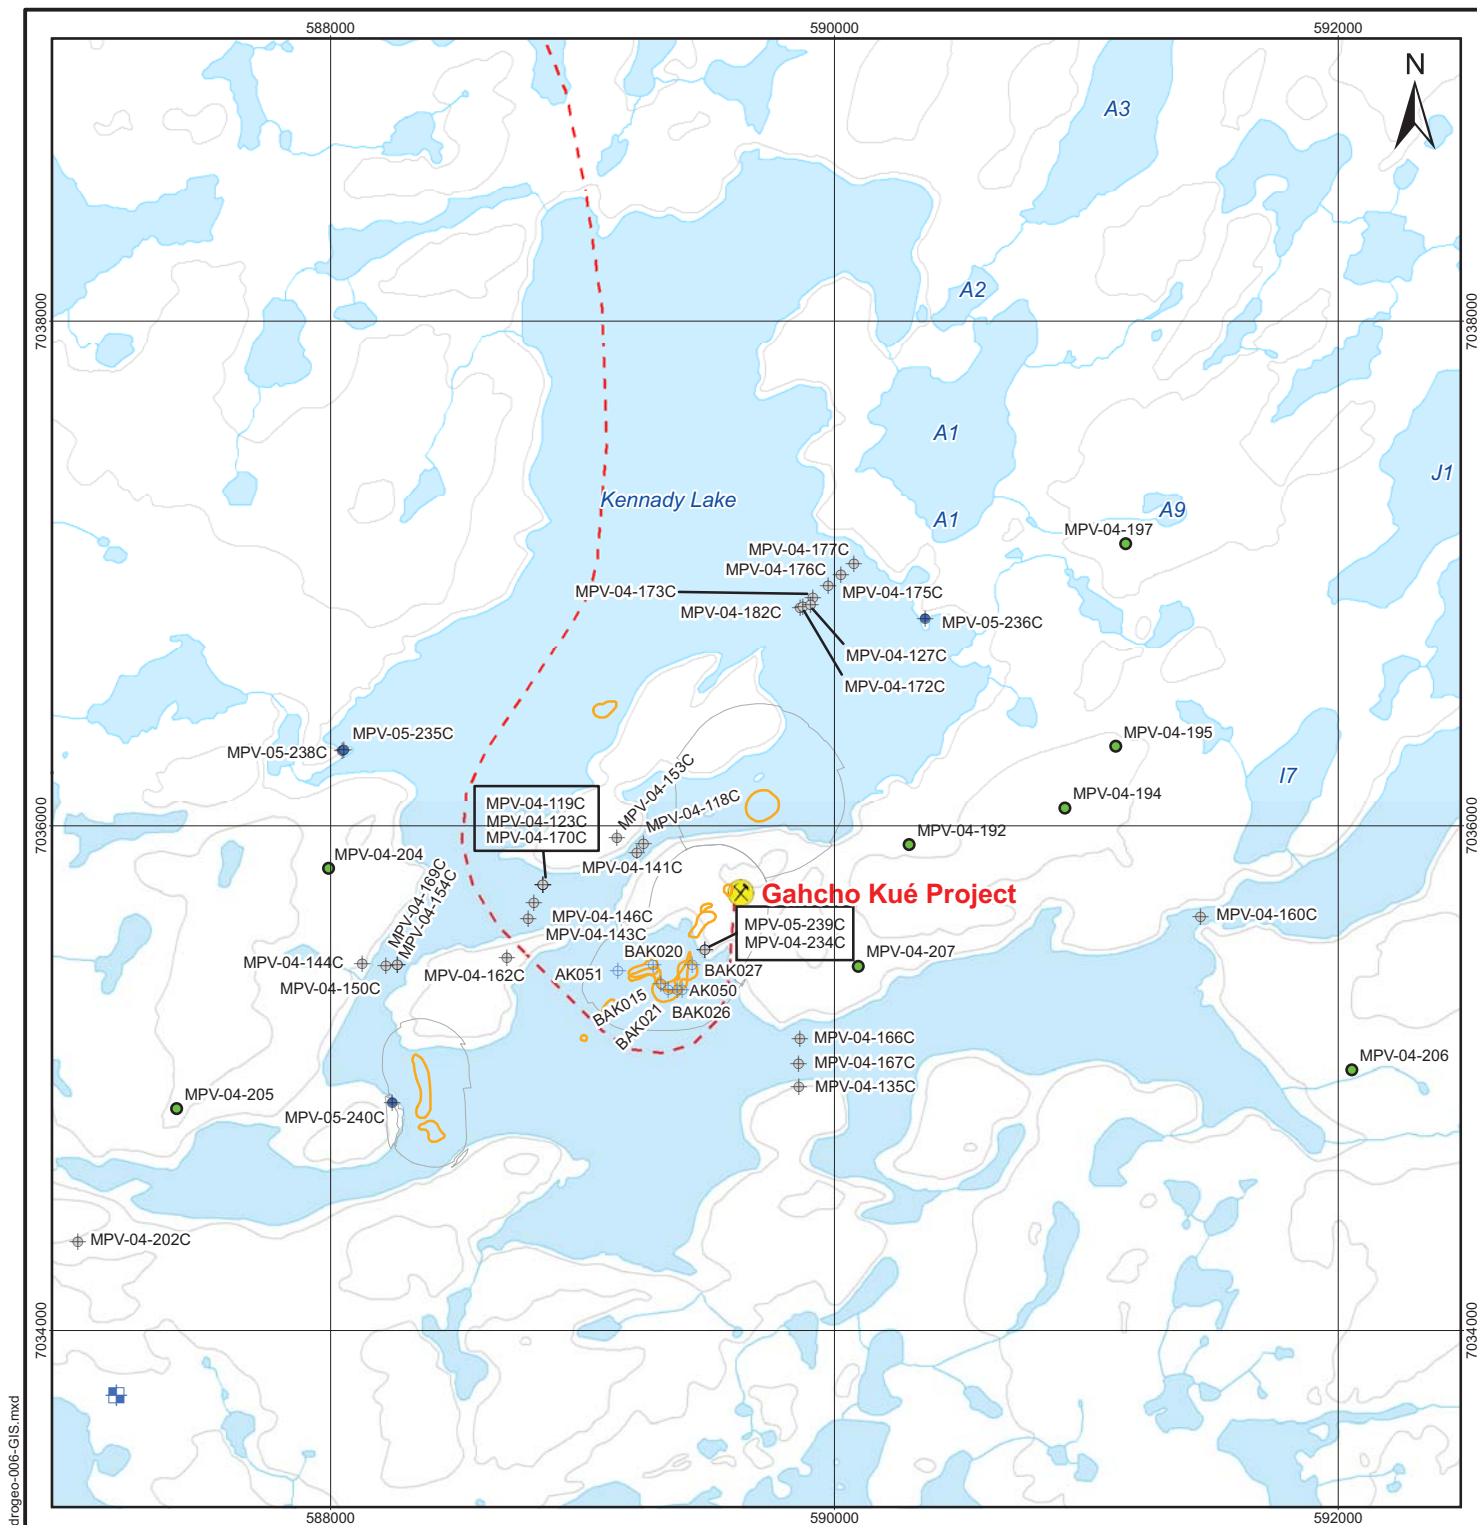 588000
590000
592000
N
A3
7038000
7038000
A2
A1
J1
Kennady Lake
A9
A1
MPV-04-197
MPV-04-177C
MPV-04-176C
MPV-04-173C
MPV-04-175C
MPV-04-182C
MPV-05-236C
MPV-04-127C
MPV-04-172C
MPV-05-235C
MPV-05-238C
MPV-04-195
I7
MPV-04-153C
MPV-04-119C
MPV-04-123C
MPV-04-170C
MPV-04-118C
MPV-04-194
7036000
7036000
MPV-04-192
MPV-04-141C
MPV-04-204
MPV-04-169C
MPV-04-154C
Gahcho Kué Project
MPV-04-146C
MPV-04-143C
MPV-05-239C
MPV-04-234C
MPV-04-160C
MPV-04-144C
MPV-04-150C
MPV-04-162C
BAK020
AK051
BAK027
MPV-04-207
AK050
BAK015
BAK021
BAK026
MPV-04-166C
MPV-04-167C
MPV-04-135C
MPV-04-206
MPV-04-205
MPV-05-240C
MPV-04-202C
7034000
7034000
drogeo-006-GIS.mxd
588000
590000
592000